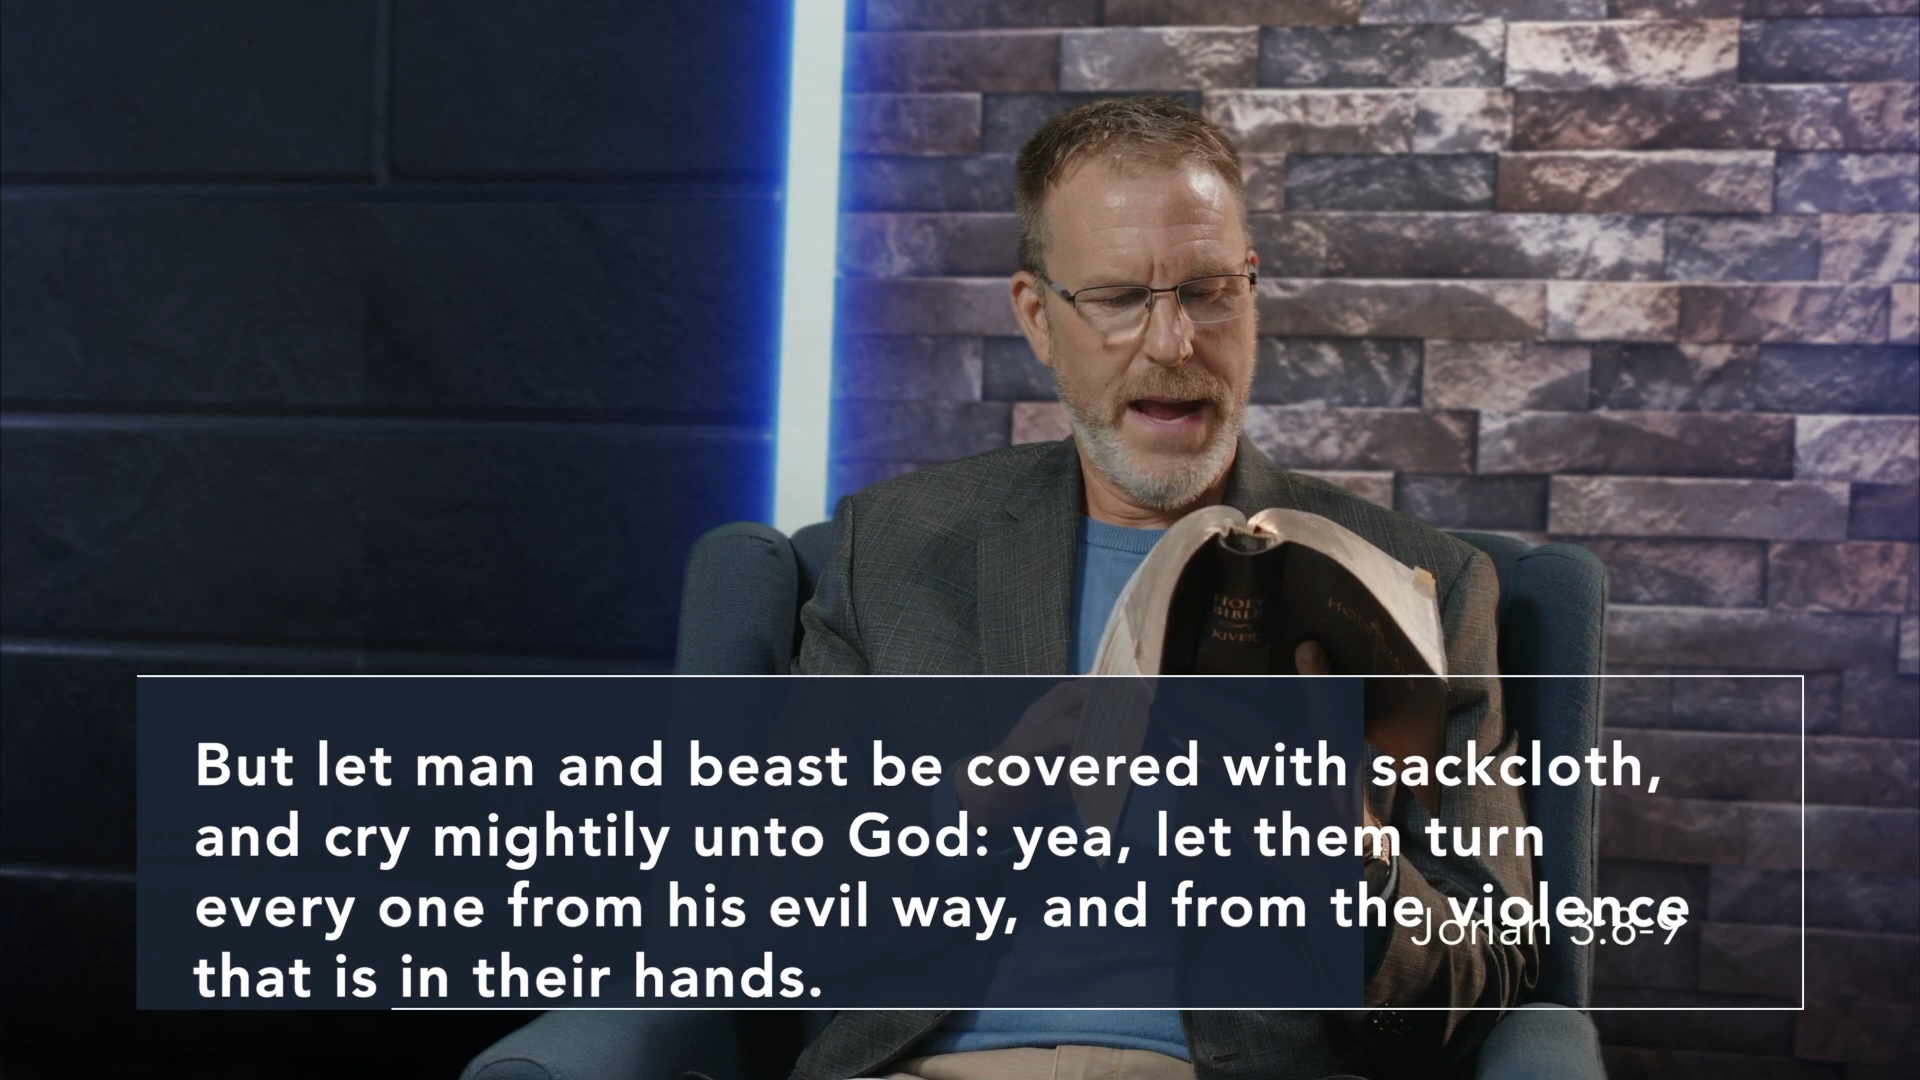 HOLY
BIBLE
KJVER
HOLY
But let man and beast be covered with sackcloth,
and cry mightily unto God: yea, let them turn
every one from his evil way, and from the violence
Jonah 3:8-9
that is in their hands.